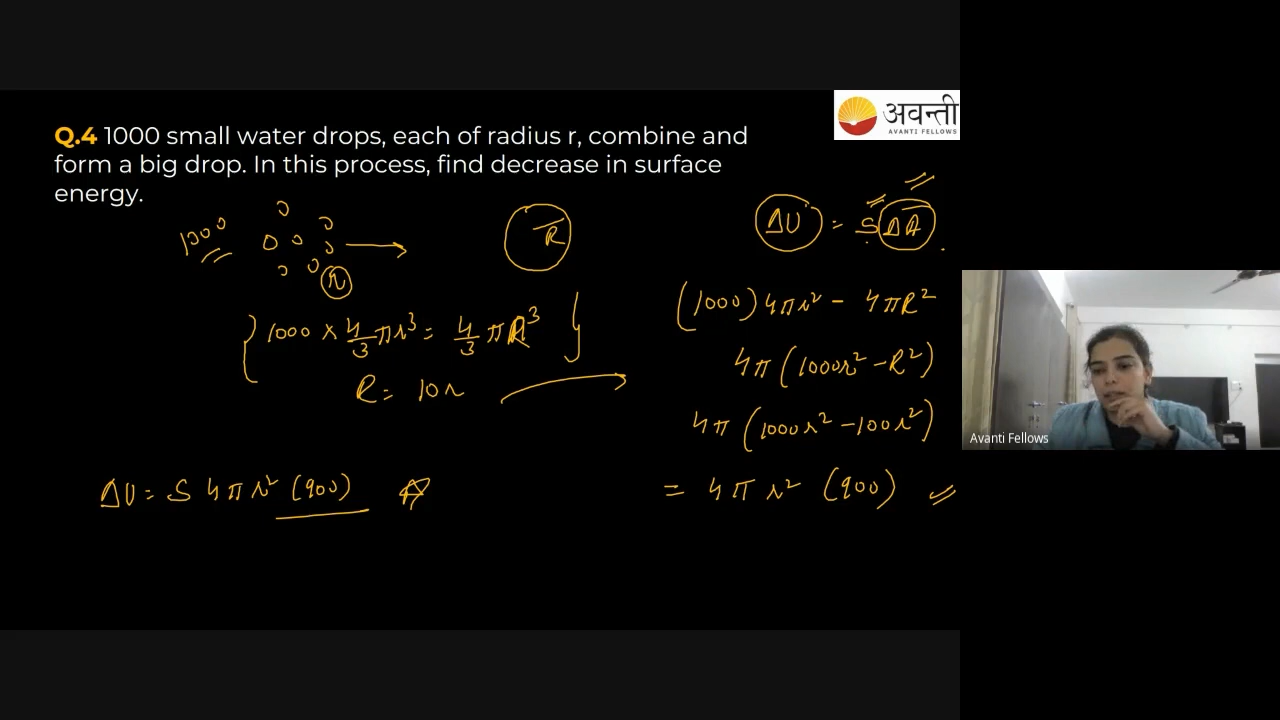 Q.4 1000 small water drops, each of radius r, combine and
form a big drop. In this process, find decrease in surface
energy.
अवन्ती
AVANTI FELLOWS
1000
r
R
ΔU = S ΔA
1000 × 4/3 πr³ = 4/3 πR³
R = 10r
(1000) 4πr² - 4πR²
4π (1000r² - R²)
4π (1000r² - 100r²)
= 4πr² (900)
ΔU = S 4πr² (900)
Avanti Fellows